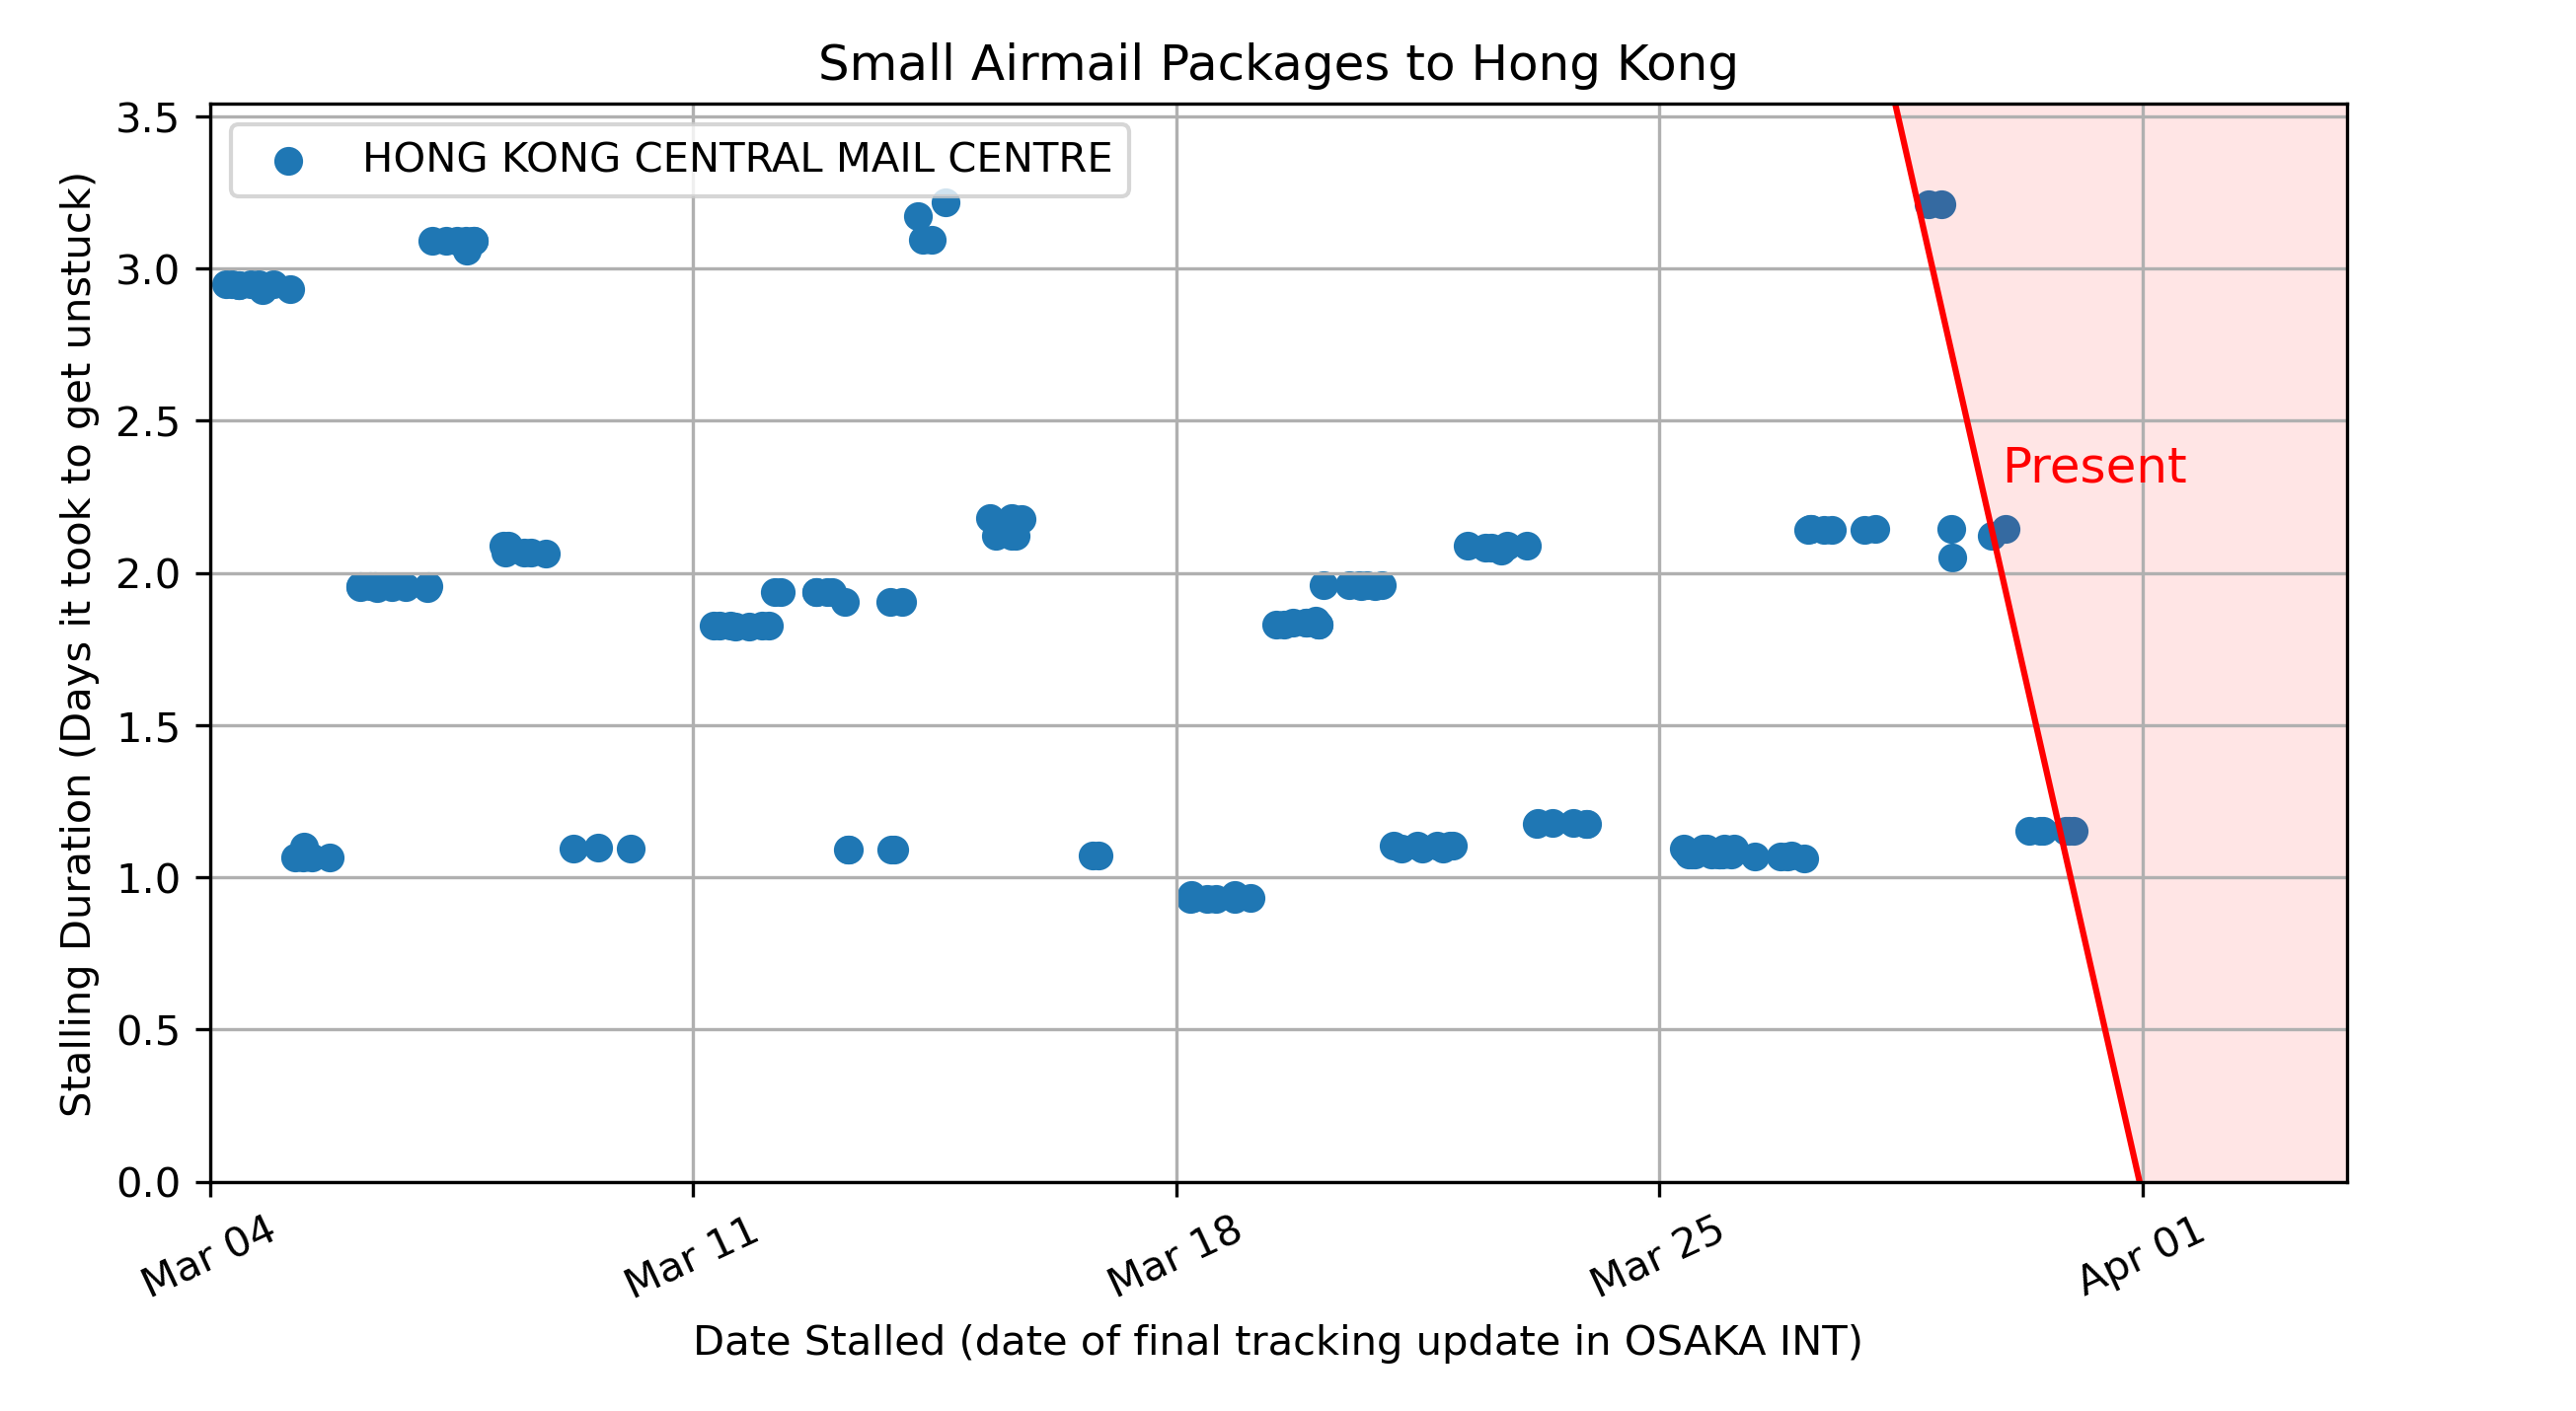 Small Airmail Packages to Hong Kong
HONG KONG CENTRAL MAIL CENTRE
Stalling Duration (Days it took to get unstuck)
3.5
3.0
2.5
2.0
1.5
1.0
0.5
0.0
Present
Mar 04
Mar 11
Mar 18
Mar 25
Apr 01
Date Stalled (date of final tracking update in OSAKA INT)